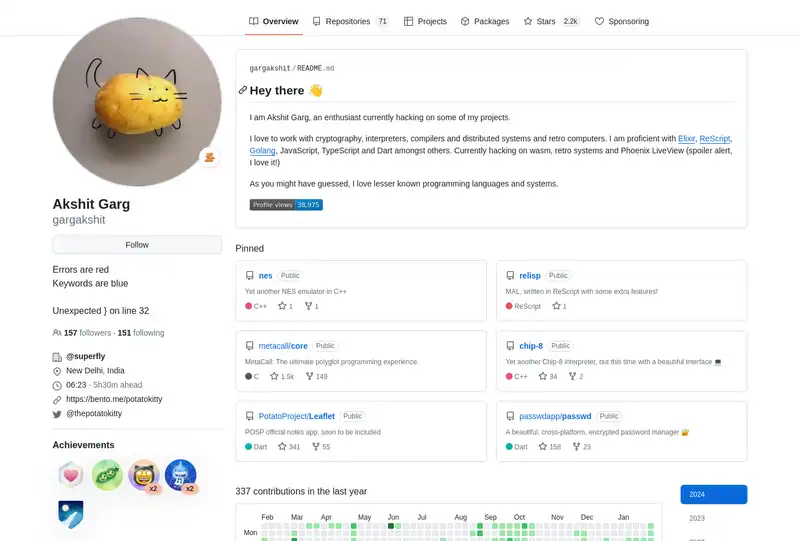 Overview
Repositories 71
Projects
Packages
Stars 2.2k
Sponsoring
gargakshit / README.md
Hey there 👋
I am Akshit Garg, an enthusiast currently hacking on some of my projects.
I love to work with cryptography, interpreters, compilers and distributed systems and retro computers. I am proficient with Elixir, ReScript,
Golang, JavaScript, TypeScript and Dart amongst others. Currently hacking on wasm, retro systems and Phoenix LiveView (spoiler alert,
I love it!)
As you might have guessed, I love lesser known programming languages and systems.
Profile views 38,975
Akshit Garg
gargakshit
Follow
Errors are red
Keywords are blue
Unexpected } on line 32
157 followers · 151 following
@superfly
New Delhi, India
06:23 - 5h30m ahead
https://bento.me/potatokitty
@thepotatokitty
Achievements
x2
x2
Pinned
nes Public
Yet another NES emulator in C++
C++ 1 1
relisp Public
MAL, written in ReScript with some extra features!
ReScript 1
metacall/core Public
MetaCall: The ultimate polyglot programming experience.
C 1.5k 149
chip-8 Public
Yet another Chip-8 interpreter, but this time with a beautiful interface 💻
C++ 34 2
PotatoProject/Leaflet Public
POSP official notes app, soon to be included
Dart 341 55
passwdapp/passwd Public
A beautiful, cross-platform, encrypted password manager 🔐
Dart 158 23
337 contributions in the last year
2024
2023
Feb Mar Apr May Jun Jul Aug Sep Oct Nov Dec Jan
Mon